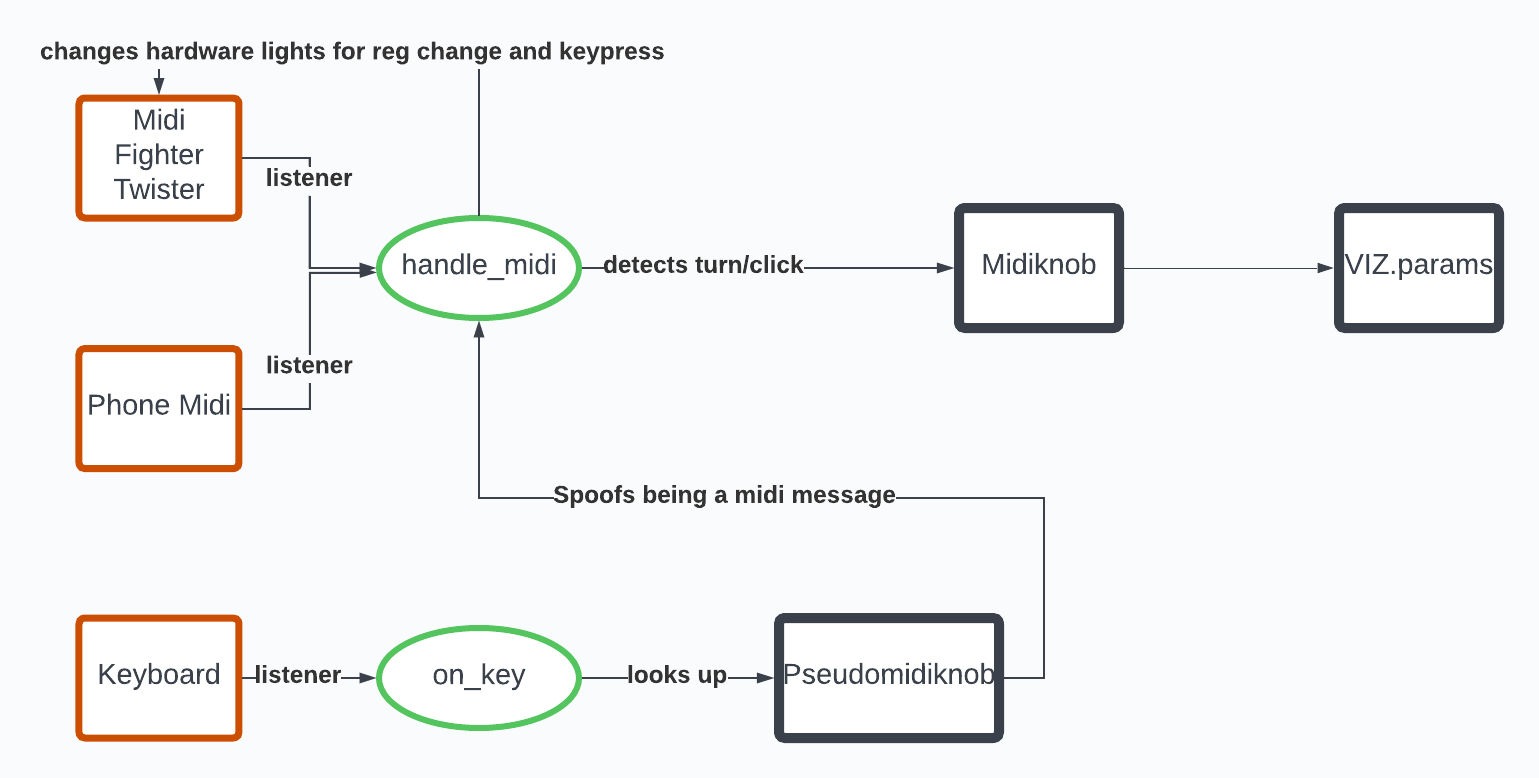 changes hardware lights for reg change and keypress
Midi
Fighter
Twister
listener
handle_midi
detects turn/click
Midiknob
VIZ.params
listener
Phone Midi
Spoofs being a midi message
Keyboard
listener
on_key
looks up
Pseudomidiknob